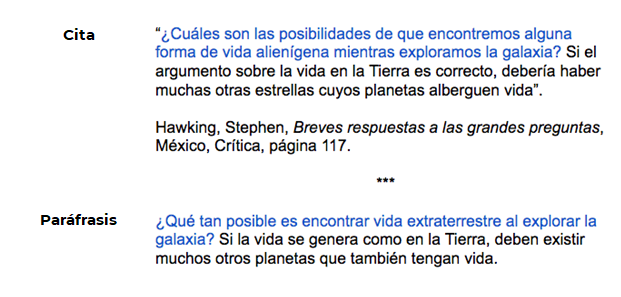 Cita
“¿Cuáles son las posibilidades de que encontremos alguna
forma de vida alienígena mientras exploramos la galaxia? Si el
argumento sobre la vida en la Tierra es correcto, debería haber
muchas otras estrellas cuyos planetas alberguen vida”.
Hawking, Stephen, Breves respuestas a las grandes preguntas,
México, Crítica, página 117.
***
Paráfrasis
¿Qué tan posible es encontrar vida extraterrestre al explorar la
galaxia? Si la vida se genera como en la Tierra, deben existir
muchos otros planetas que también tengan vida.